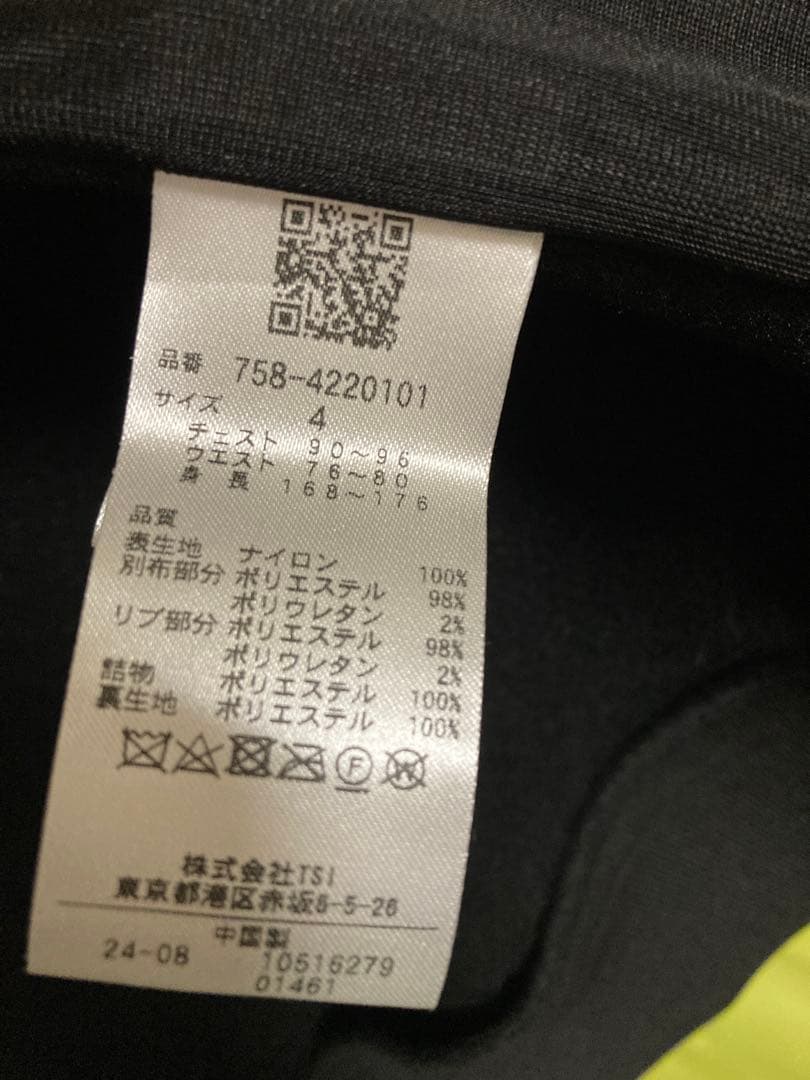 品番 758-4220101
サイズ 4
チェスト 90~96
ウエスト 76~80
身長 168~176
品質
表生地 ナイロン 100%
別布部分 ポリエステル 98%
ポリウレタン 2%
リブ部分 ポリエステル 98%
ポリウレタン 2%
詰物 ポリエステル 100%
裏生地 ポリエステル 100%
F W
株式会社TSI
東京都港区赤坂8-5-26
中国製
24-08 10516279
01461